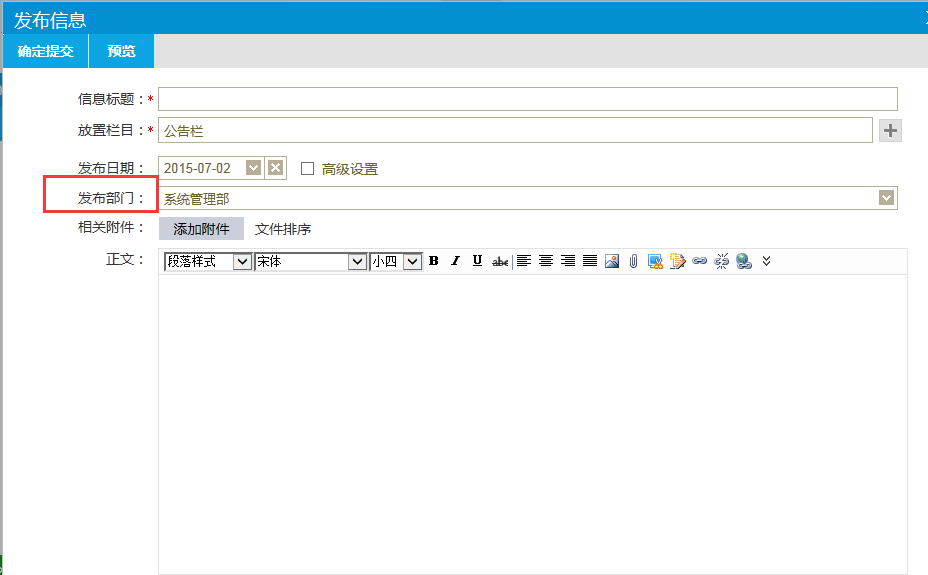 发布信息
确定提交 预览
信息标题：*
放置栏目：* 公告栏
发布日期： 2015-07-02 高级设置
发布部门： 系统管理部
相关附件： 添加附件 文件排序
正文： 段落样式 宋体 小四 B I U abc